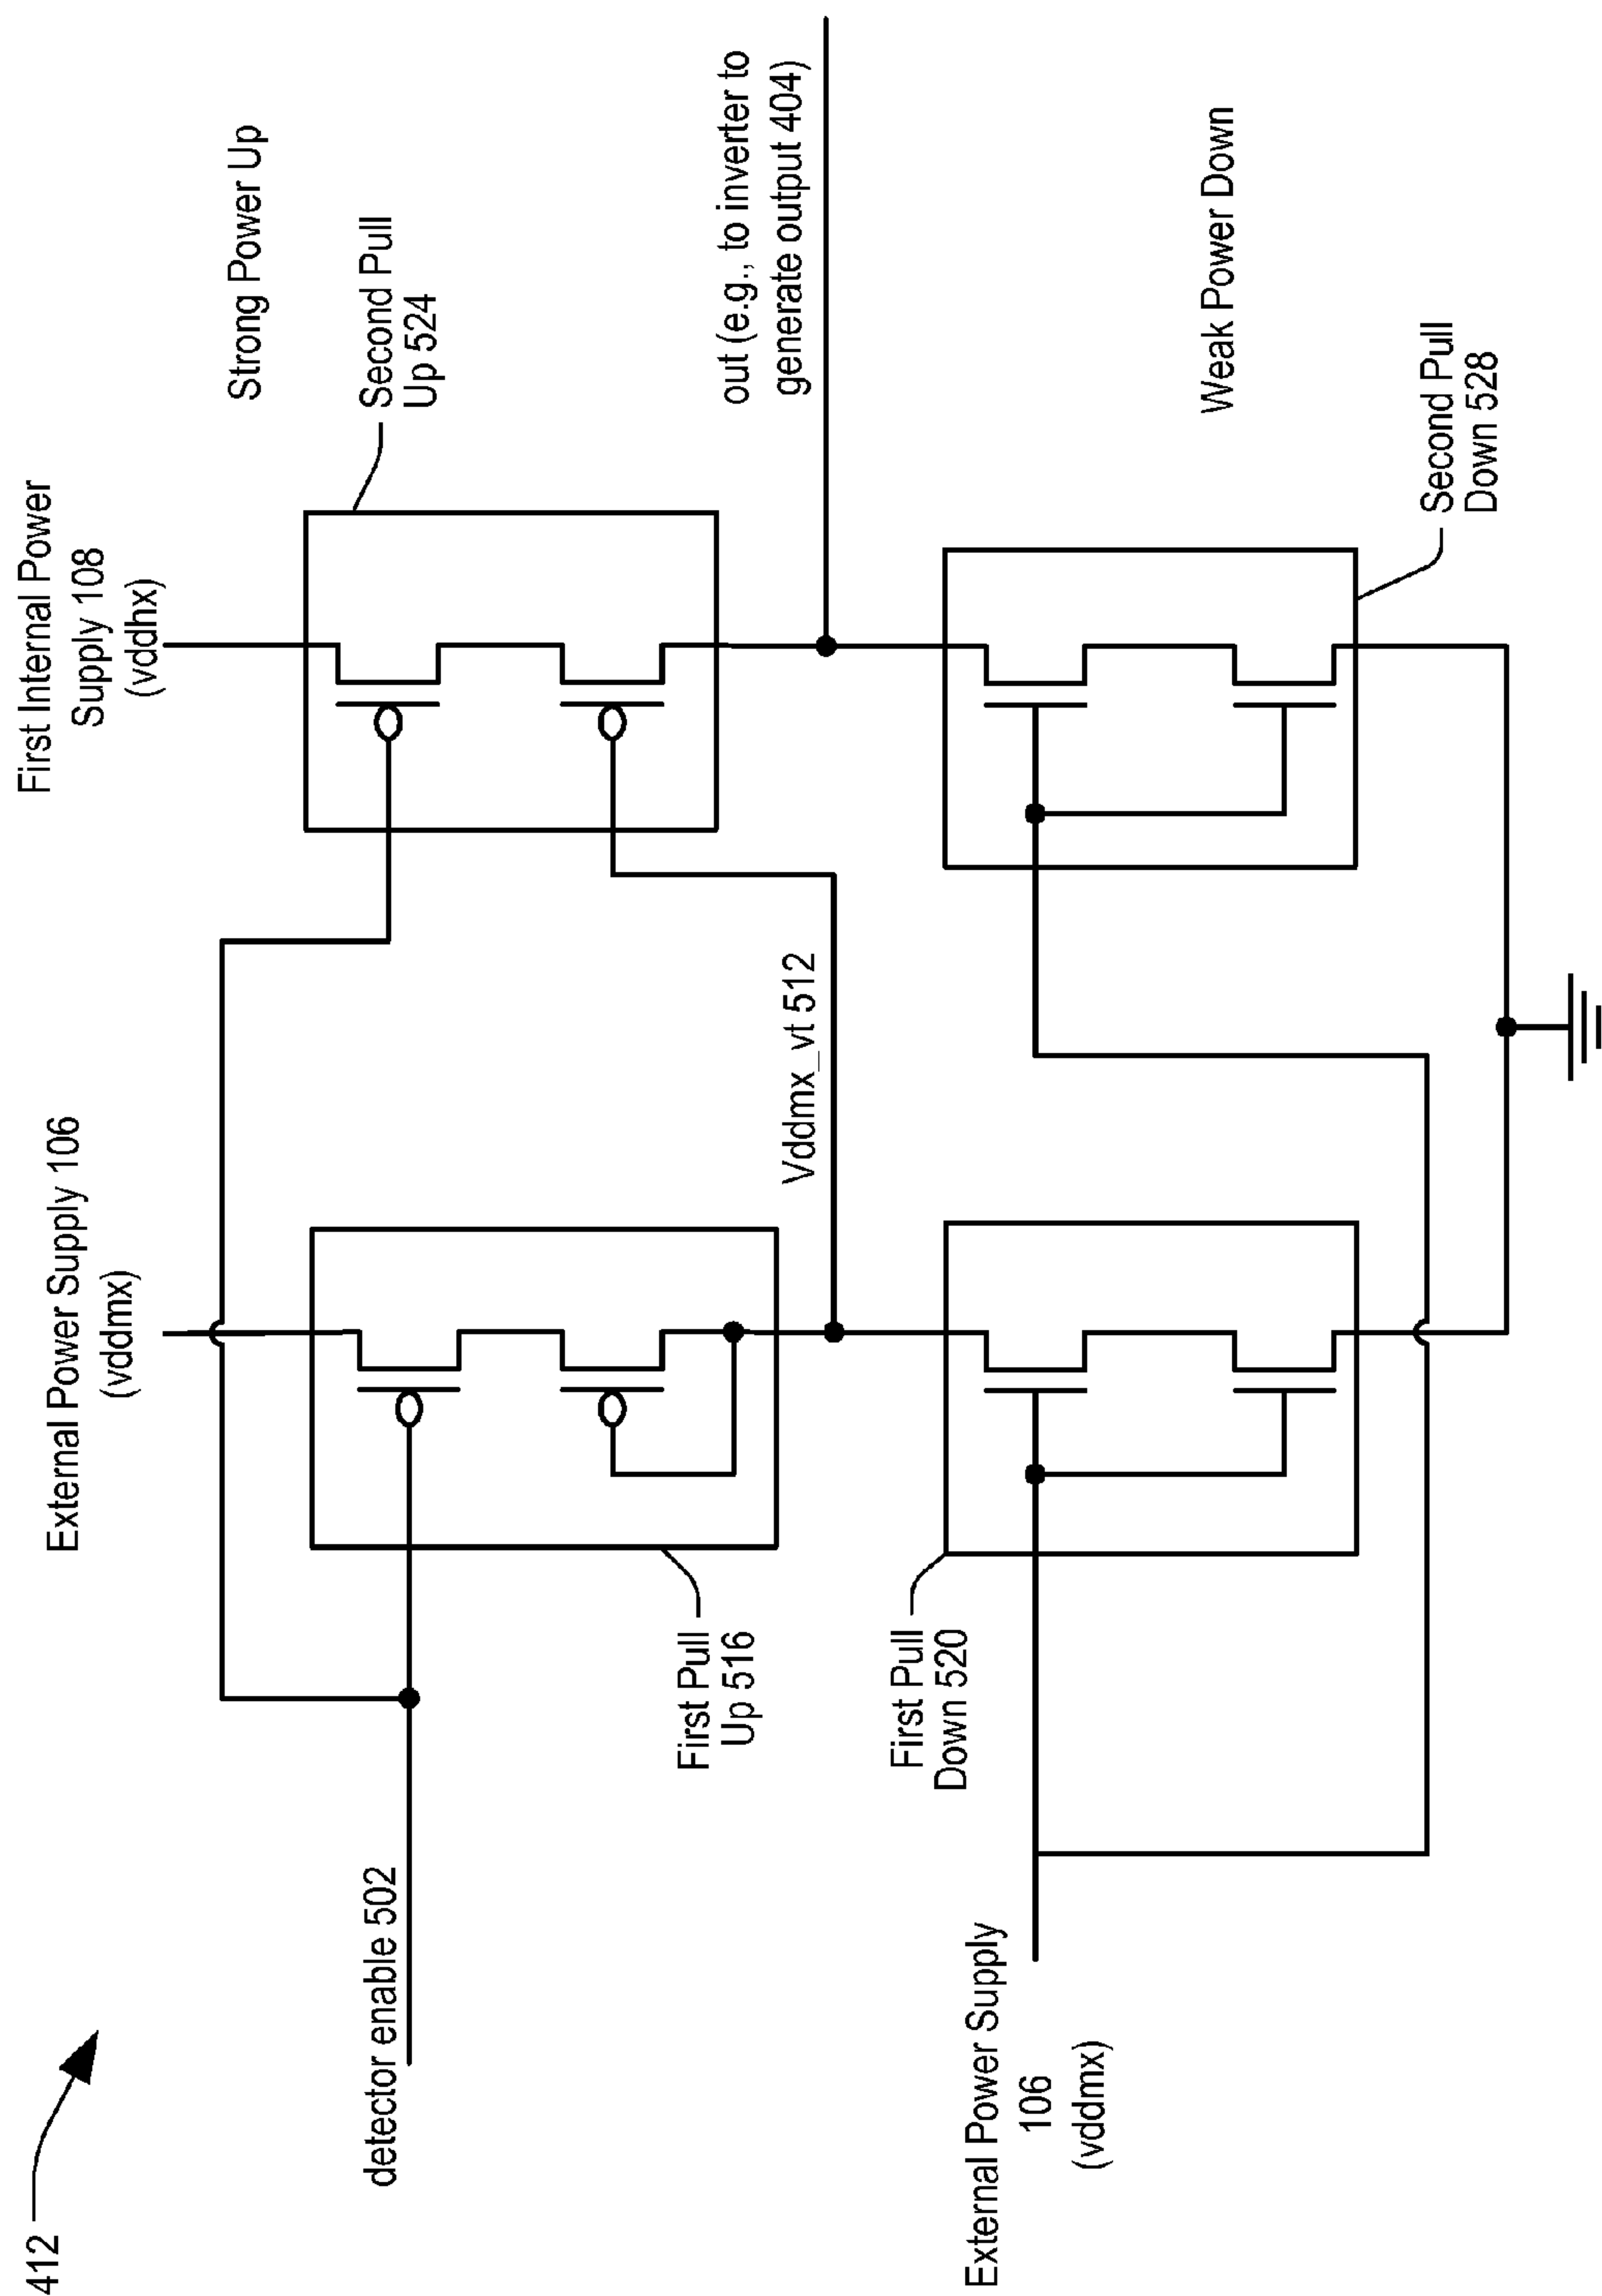 412
External Power Supply 106
(vddmx)
First Internal Power
Supply 108
(vddhx)
Strong Power Up
Second Pull
Up 524
detector enable 502
First Pull
Up 516
Vddmx_vt 512
out (e.g., to inverter to
generate output 404)
First Pull
Down 520
External Power Supply
106
(vddmx)
Weak Power Down
Second Pull
Down 528